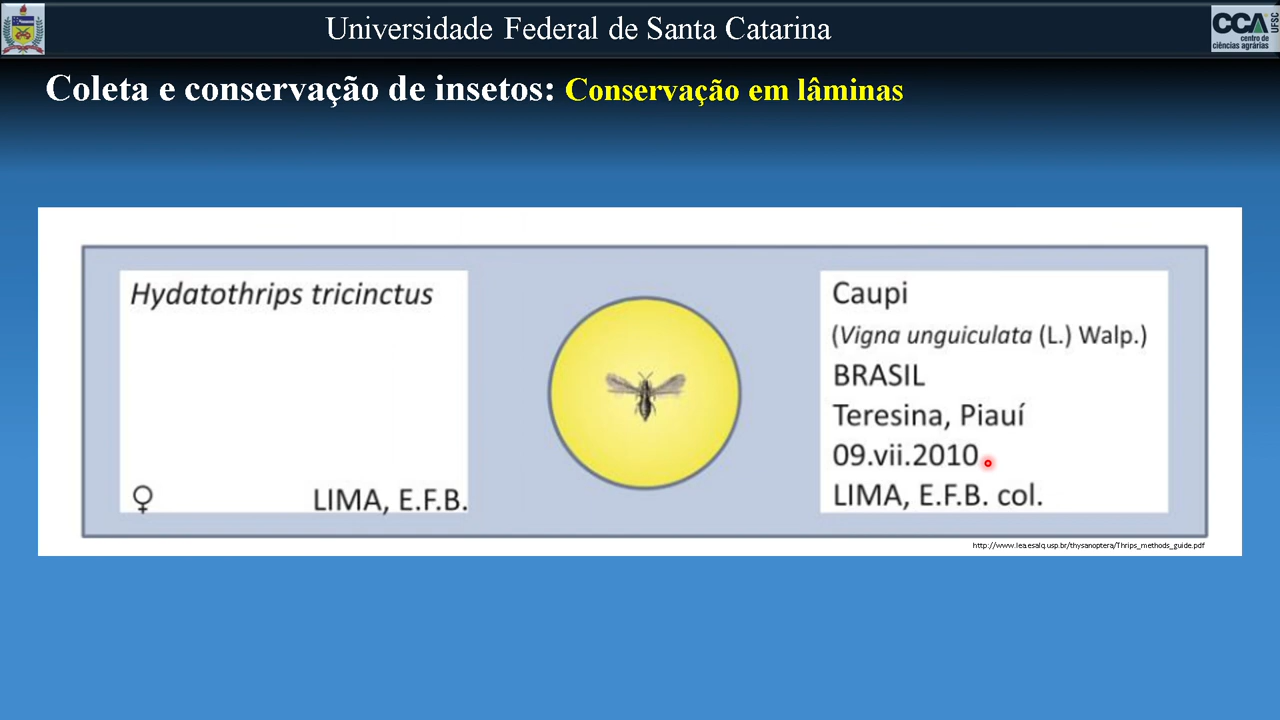 Universidade Federal de Santa Catarina
CCA
UFSC
centro de
ciências agrárias
Coleta e conservação de insetos: Conservação em lâminas
Hydatothrips tricinctus
♀ LIMA, E.F.B.
Caupi
(Vigna unguiculata (L.) Walp.)
BRASIL
Teresina, Piauí
09.vii.2010
LIMA, E.F.B. col.
http://www.lea.esalq.usp.br/thysanoptera/Thrips_methods_guide.pdf